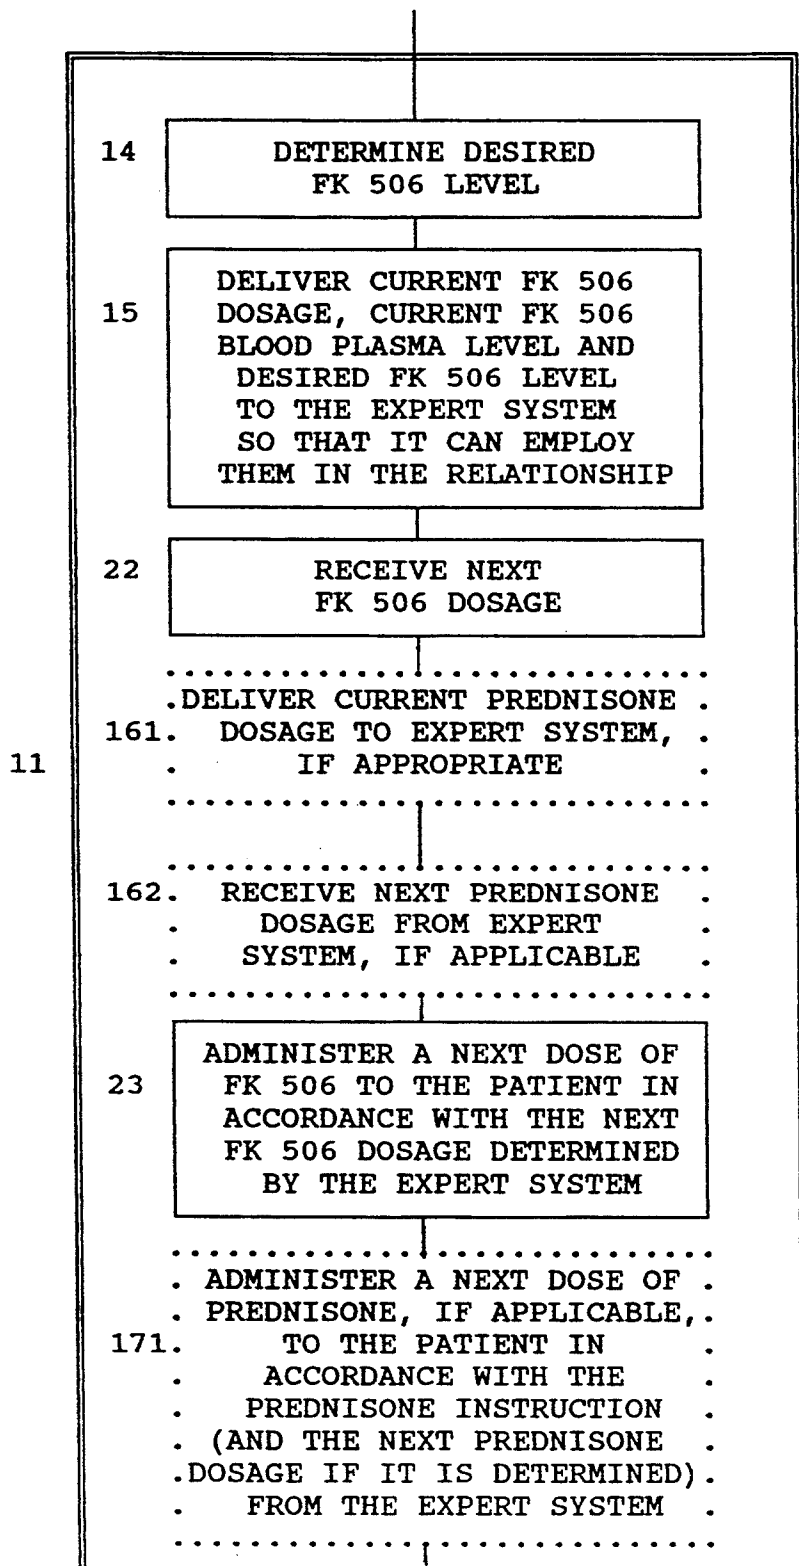 14 DETERMINE DESIRED
FK 506 LEVEL
DELIVER CURRENT FK 506
15 DOSAGE, CURRENT FK 506
BLOOD PLASMA LEVEL AND
DESIRED FK 506 LEVEL
TO THE EXPERT SYSTEM
SO THAT IT CAN EMPLOY
THEM IN THE RELATIONSHIP
22 RECEIVE NEXT
FK 506 DOSAGE
DELIVER CURRENT PREDNISONE
161 DOSAGE TO EXPERT SYSTEM,
11 IF APPROPRIATE
162 RECEIVE NEXT PREDNISONE
DOSAGE FROM EXPERT
SYSTEM, IF APPLICABLE
ADMINISTER A NEXT DOSE OF
23 FK 506 TO THE PATIENT IN
ACCORDANCE WITH THE NEXT
FK 506 DOSAGE DETERMINED
BY THE EXPERT SYSTEM
ADMINISTER A NEXT DOSE OF
PREDNISONE, IF APPLICABLE,
171 TO THE PATIENT IN
ACCORDANCE WITH THE
PREDNISONE INSTRUCTION
(AND THE NEXT PREDNISONE
DOSAGE IF IT IS DETERMINED)
FROM THE EXPERT SYSTEM